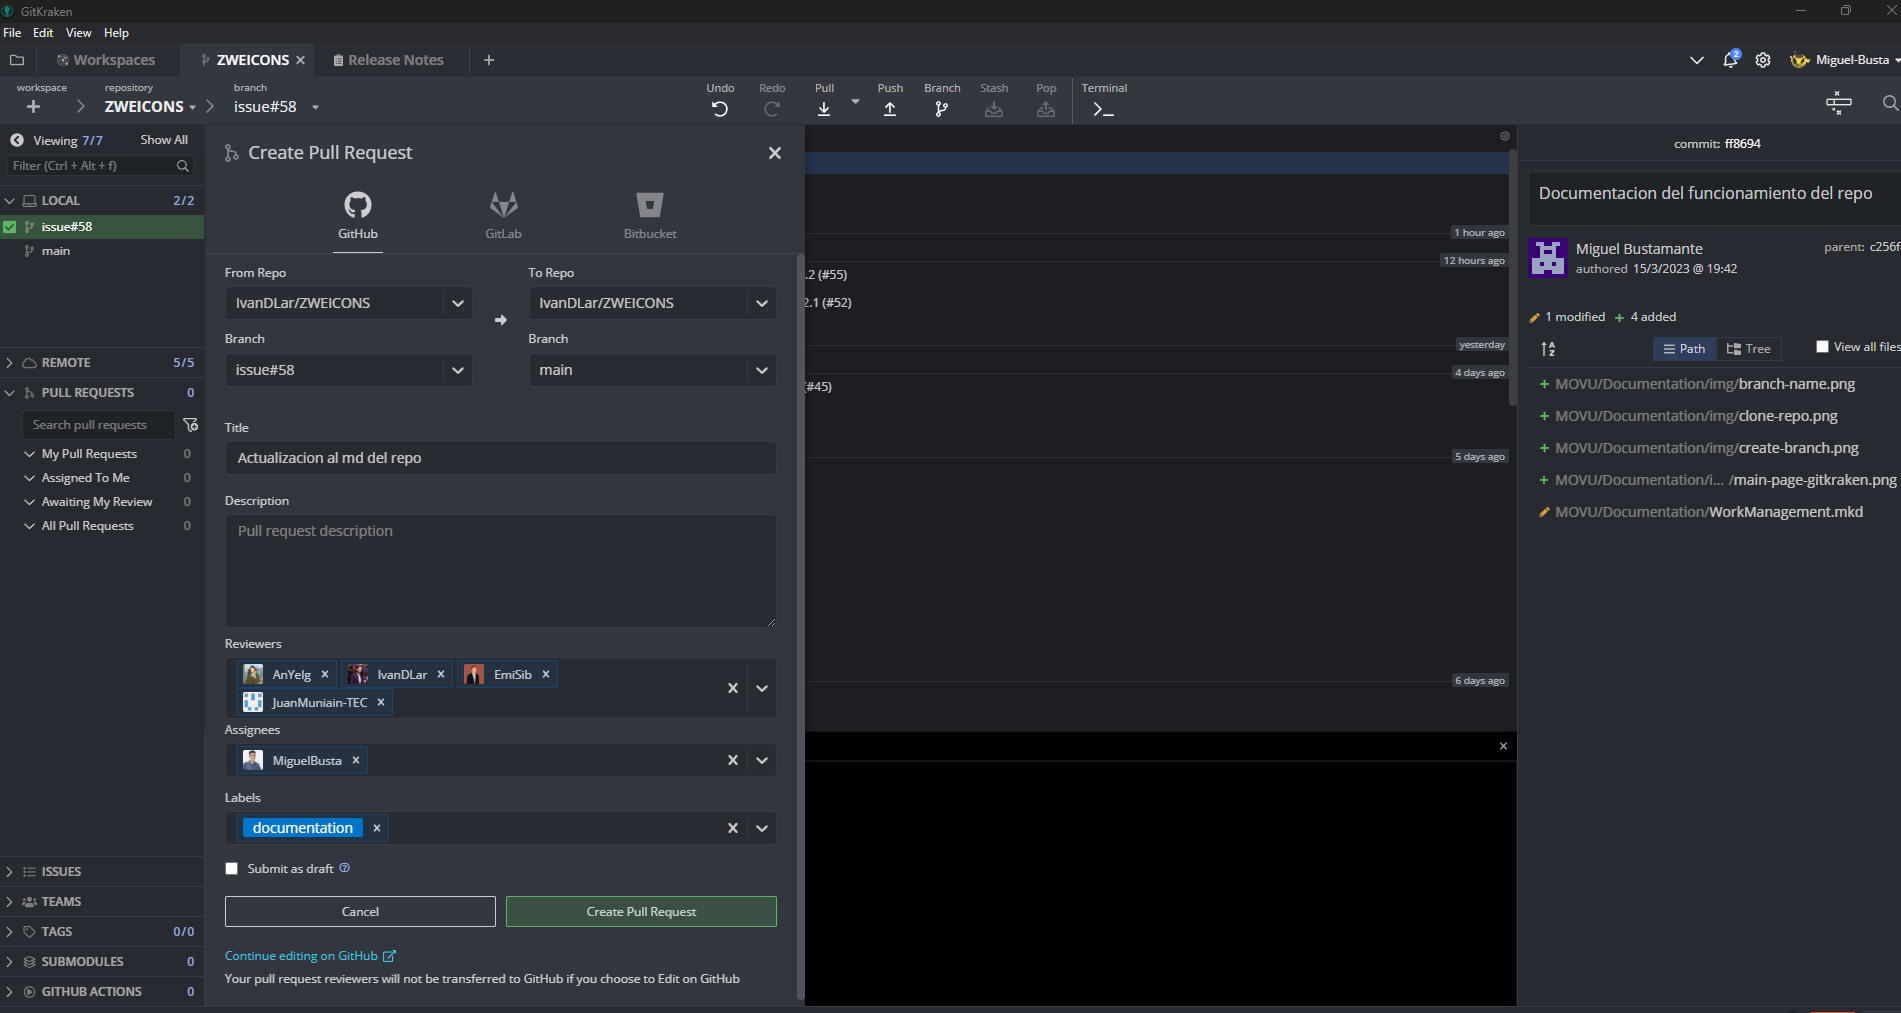 GitKraken
File Edit View Help
Workspaces
ZWEICONS
Release Notes
2
Miguel-Busta
workspace
repository
ZWEICONS
branch
issue#58
Undo
Redo
Pull
Push
Branch
Stash
Pop
Terminal
Viewing 7/7
Show All
Filter (Ctrl + Alt + f)
LOCAL 2/2
issue#58
main
REMOTE 5/5
PULL REQUESTS 0
Search pull requests
My Pull Requests 0
Assigned To Me 0
Awaiting My Review 0
All Pull Requests 0
ISSUES
TEAMS
TAGS 0/0
SUBMODULES 0
GITHUB ACTIONS 0
Create Pull Request
GitHub
GitLab
Bitbucket
From Repo
To Repo
IvanDLar/ZWEICONS
IvanDLar/ZWEICONS
Branch
Branch
issue#58
main
Title
Actualizacion al md del repo
Description
Pull request description
Reviewers
AnYelg
IvanDLar
EmiSib
JuanMuniain-TEC
Assignees
MiguelBusta
Labels
documentation
Submit as draft
Cancel
Create Pull Request
Continue editing on GitHub
Your pull request reviewers will not be transferred to GitHub if you choose to Edit on GitHub
1 hour ago
12 hours ago
.2 (#55)
2.1 (#52)
yesterday
4 days ago
(#45)
5 days ago
6 days ago
commit: ff8694
Documentacion del funcionamiento del repo
Miguel Bustamante
authored 15/3/2023 @ 19:42
parent: c256f
1 modified + 4 added
Path
Tree
View all files
+ MOVU/Documentation/img/branch-name.png
+ MOVU/Documentation/img/clone-repo.png
+ MOVU/Documentation/img/create-branch.png
+ MOVU/Documentation/i... /main-page-gitkraken.png
MOVU/Documentation/WorkManagement.mkd